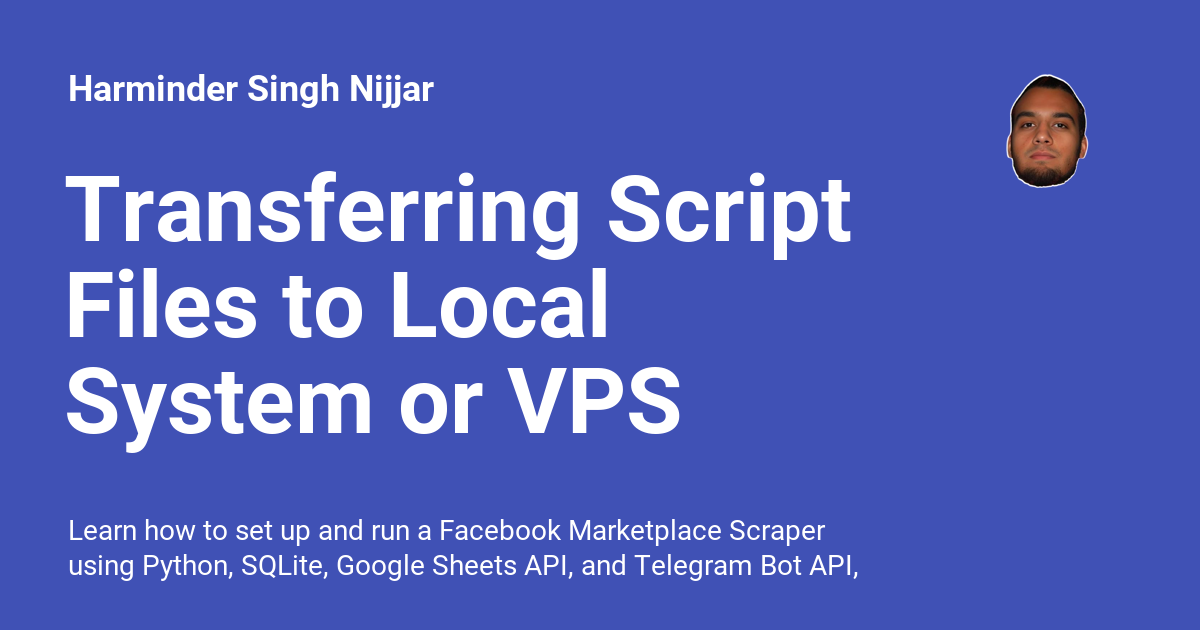 Harminder Singh Nijjar
Transferring Script
Files to Local
System or VPS
Learn how to set up and run a Facebook Marketplace Scraper
using Python, SQLite, Google Sheets API, and Telegram Bot API,